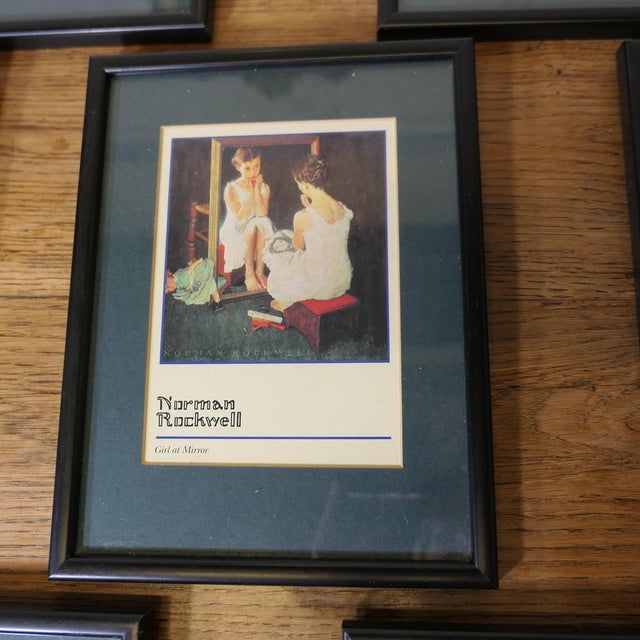 NORMAN ROCKWELL
Norman
Rockwell
Girl at Mirror